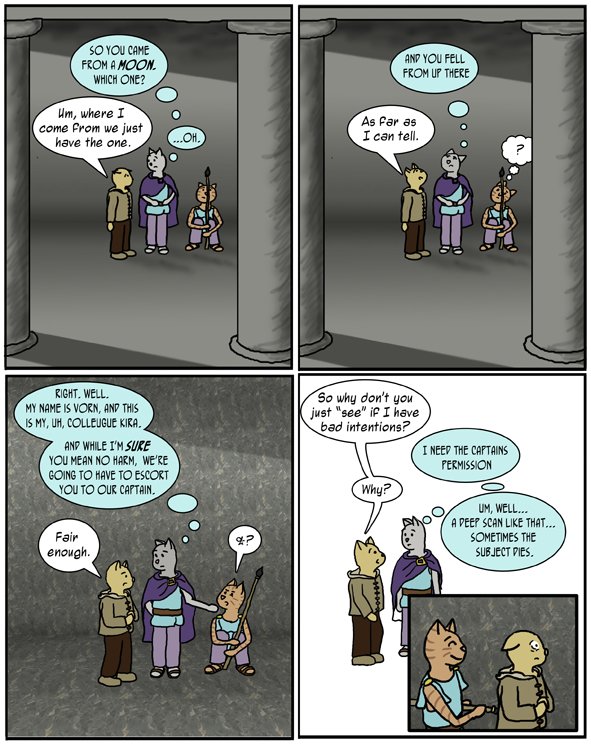 SO YOU CAME
FROM A MOON.
WHICH ONE?
Um, where I
come from we just
have the one.
...OH.
AND YOU FELL
FROM UP THERE
As far as
I can tell.
?
RIGHT. WELL.
MY NAME IS VORN, AND THIS
IS MY, UH, COLLEUGUE KIRA.
AND WHILE I'M SURE
YOU MEAN NO HARM, WE'RE
GOING TO HAVE TO ESCORT
YOU TO OUR CAPTAIN.
Fair
enough.
%?
So why don't you
just "see" if I have
bad intentions?
I NEED THE CAPTAINS
PERMISSION
Why?
UM, WELL...
A DEEP SCAN LIKE THAT...
SOMETIMES THE
SUBJECT DIES.